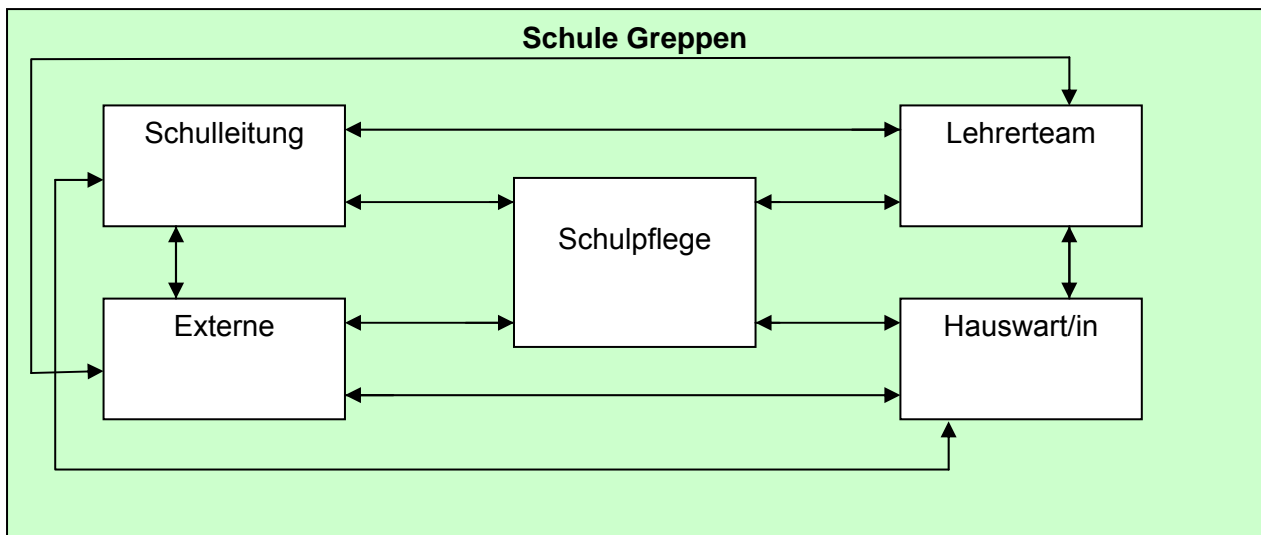 Schule Greppen
Schulleitung
Lehrerteam
Schulpflege
Externe
Hauswart/in